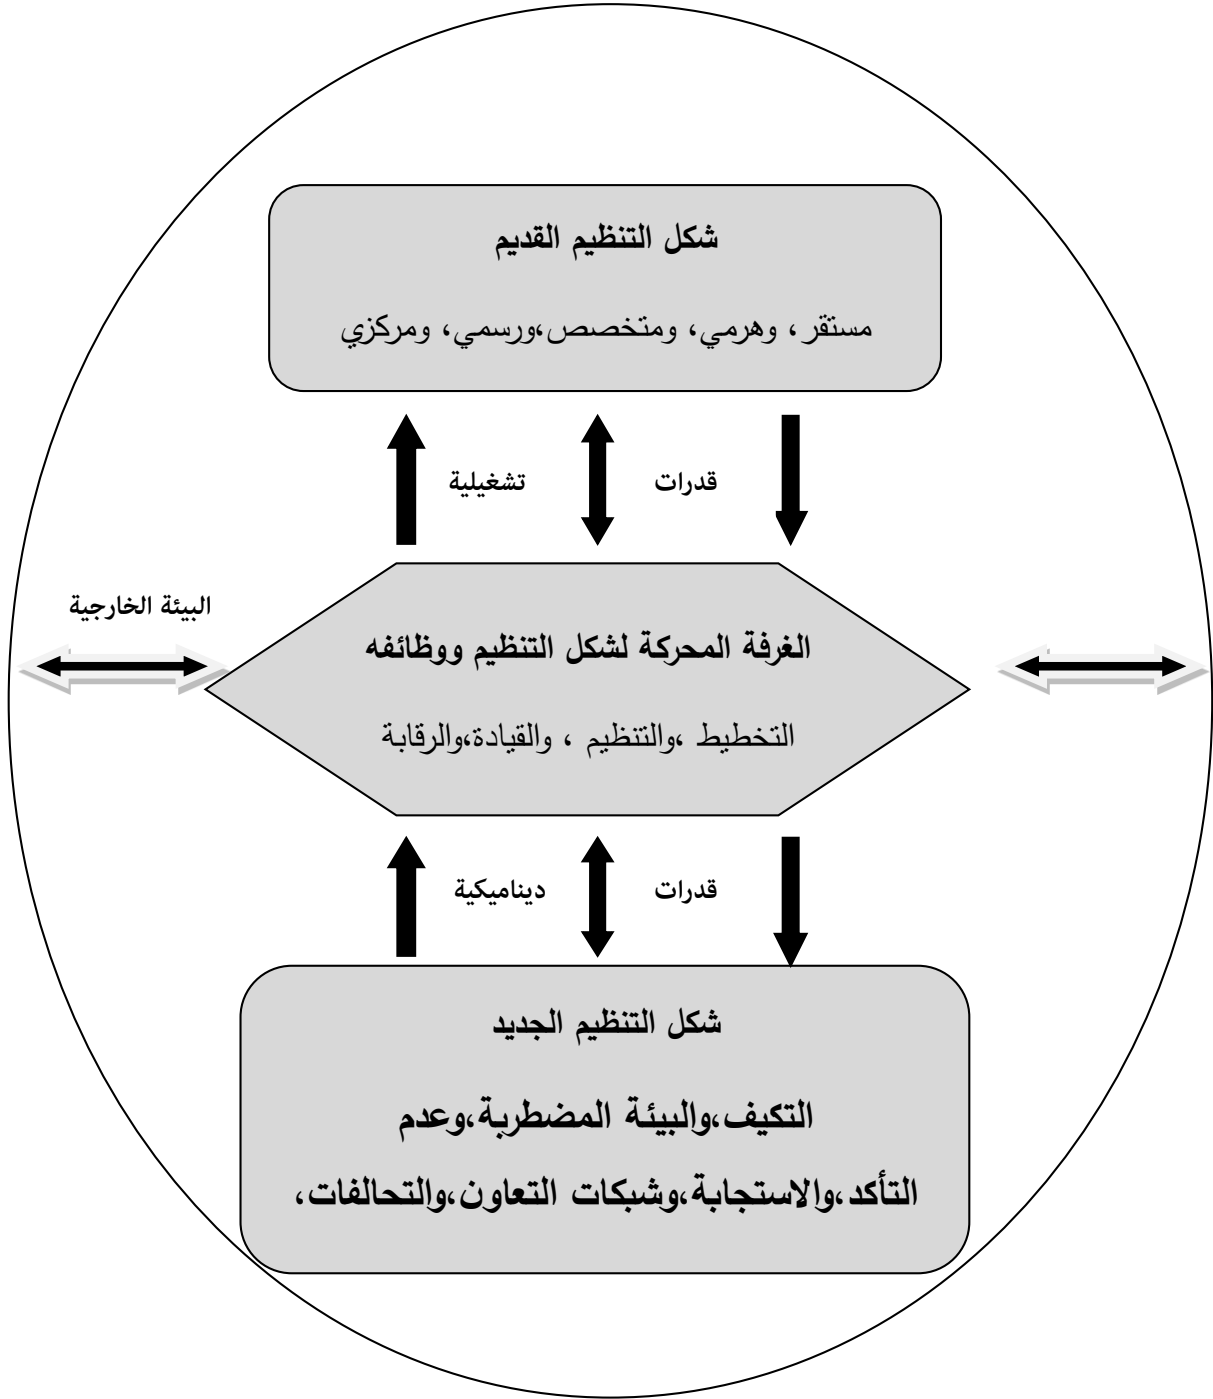 شكل التنظيم القديم
مستقر، وهرمي، ومتخصص،ورسمي، ومركزي
قدرات
تشغيلية
البيئة الخارجية
الغرفة المحركة لشكل التنظيم ووظائفه
التخطيط ،والتنظيم ، والقيادة،والرقابة
قدرات
ديناميكية
شكل التنظيم الجديد
التكيف،والبيئة المضطربة،وعدم
التأكد،والاستجابة،وشبكات التعاون،والتحالفات،